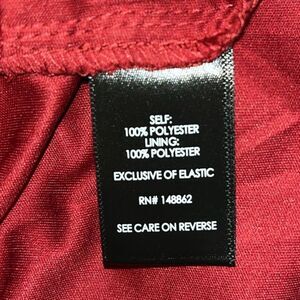 SELF:
100% POLYESTER
LINING:
100% POLYESTER
EXCLUSIVE OF ELASTIC
RN# 148862
SEE CARE ON REVERSE